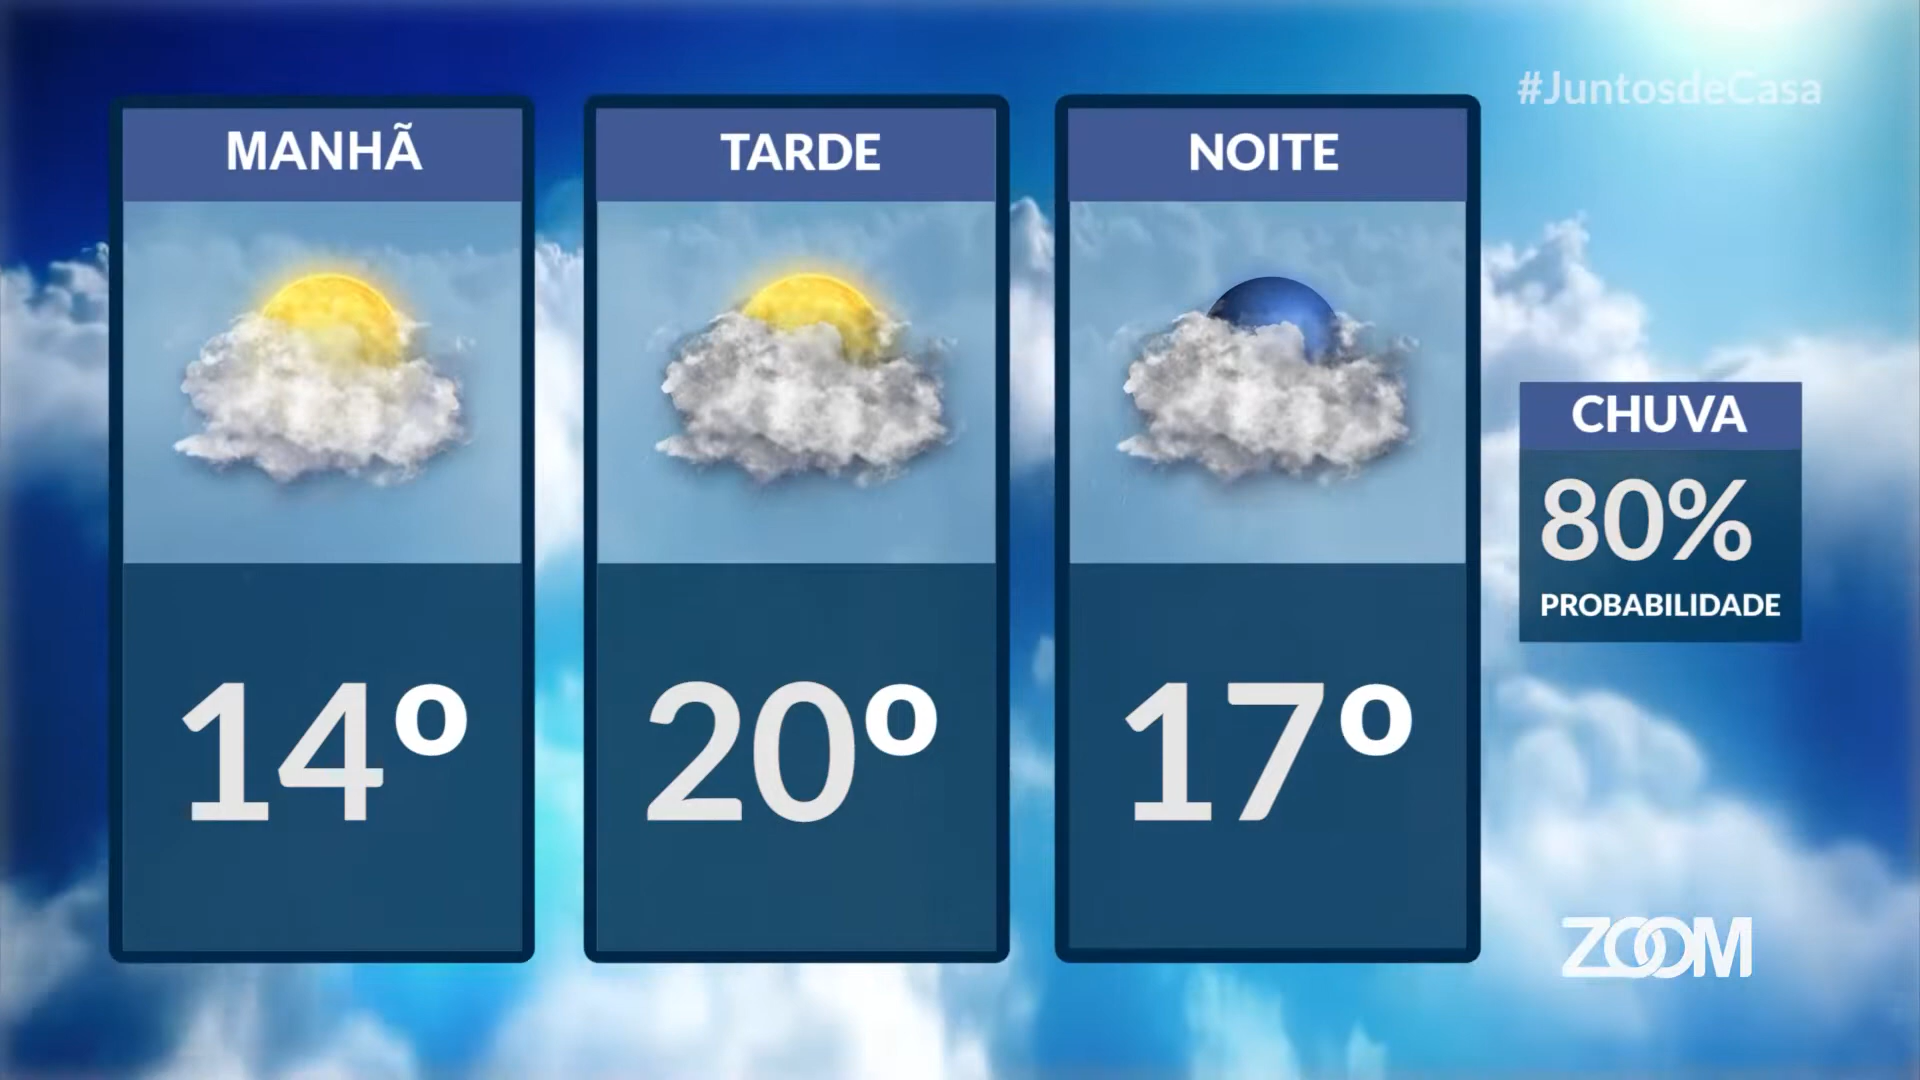 #JuntosdeCasa
MANHÃ
14º
TARDE
20º
NOITE
17º
CHUVA
80%
PROBABILIDADE
ZOOM